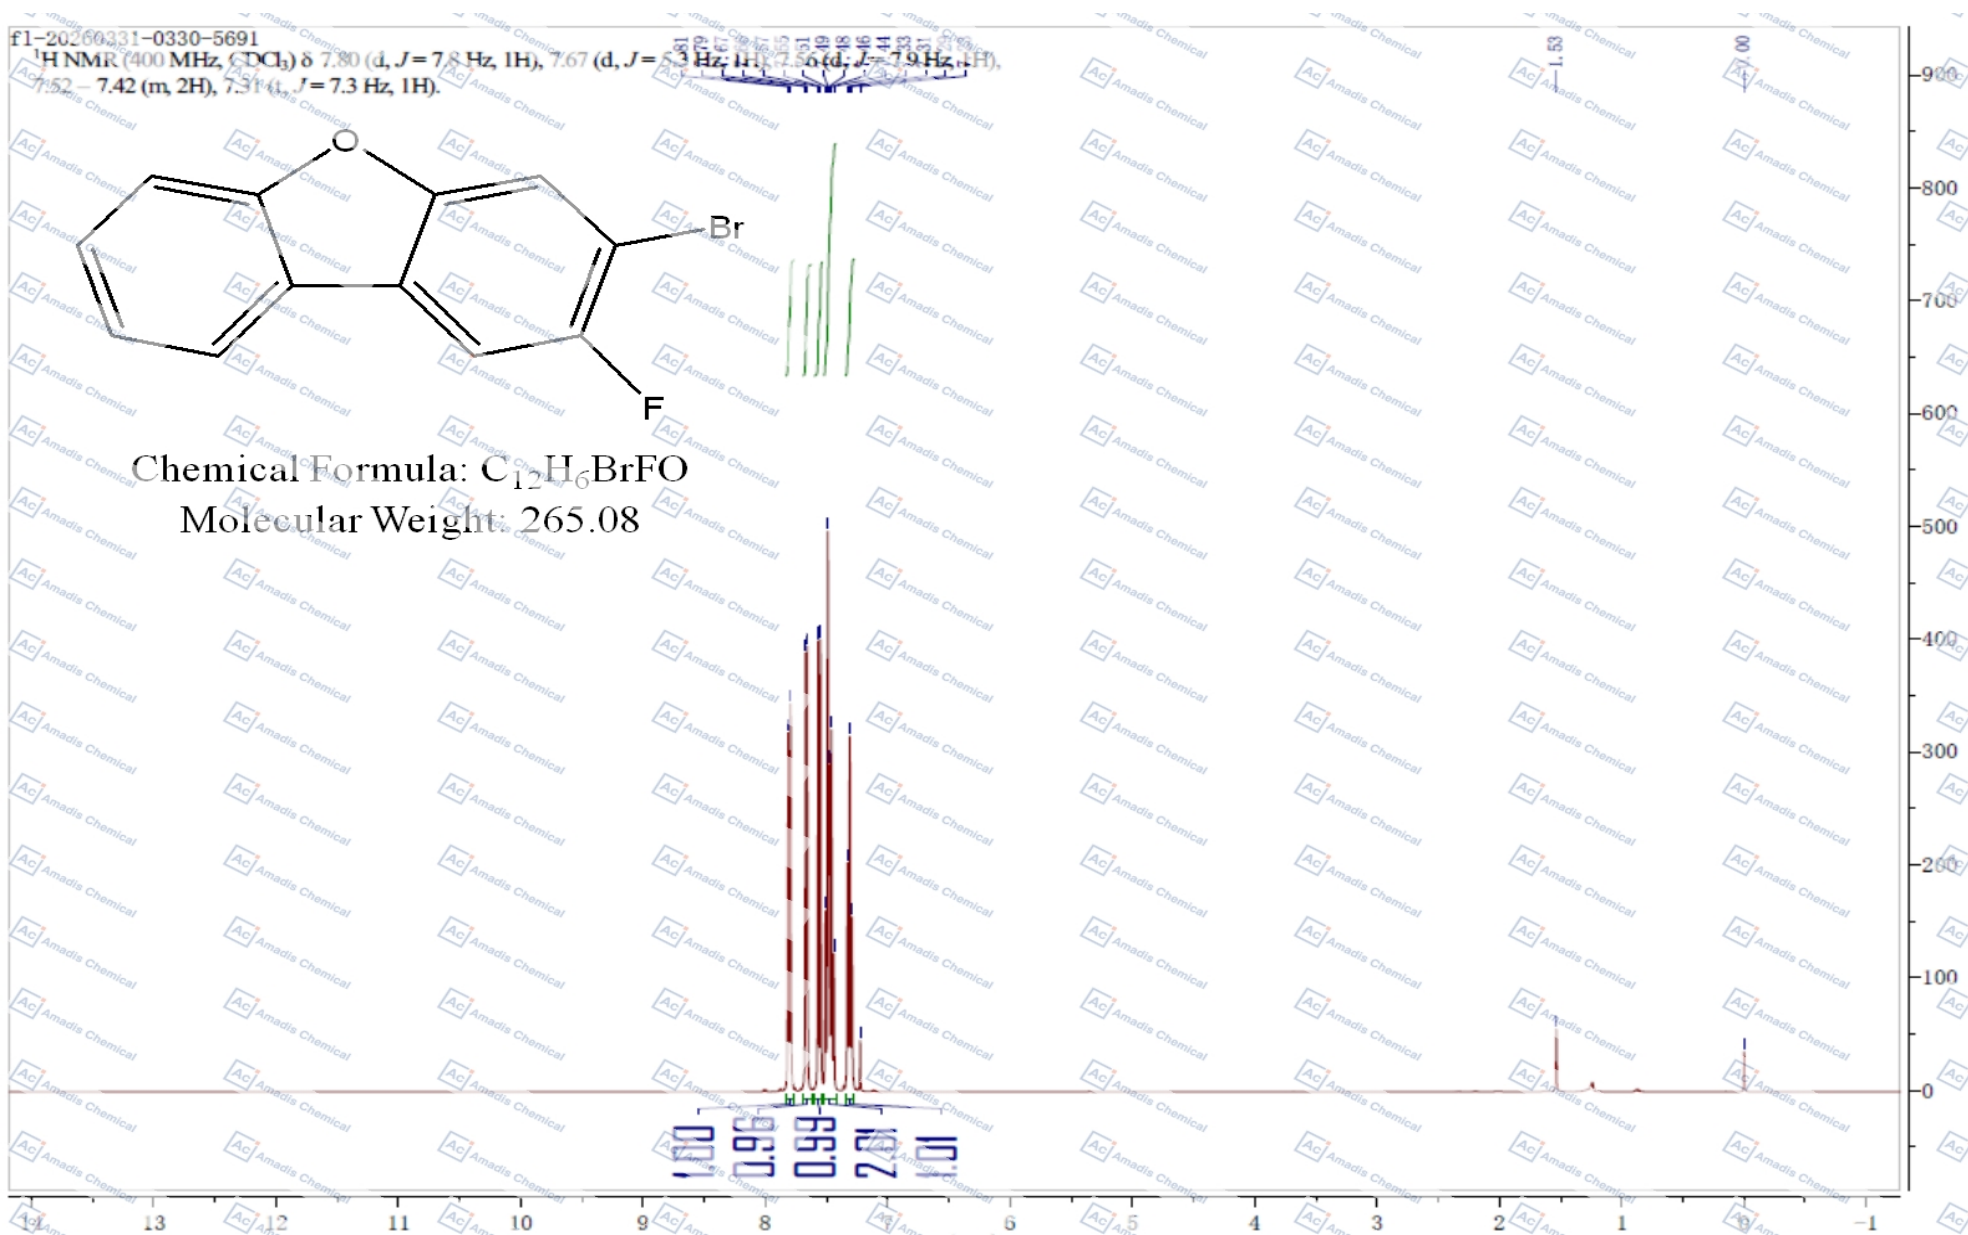 f1-20260331-0330-5691
¹H NMR (400 MHz, CDCl₃) δ 7.80 (d, J = 7.8 Hz, 1H), 7.67 (d, J = 5.3 Hz, 1H), 7.56 (d, J = 7.9 Hz, 1H),
7.52 – 7.42 (m, 2H), 7.31 (t, J = 7.3 Hz, 1H).
O
Br
F
Chemical Formula: C₁₂H₆BrFO
Molecular Weight: 265.08
1.53
0.00
900
800
700
600
500
400
300
200
100
0
1.00 0.96 0.99 2.01 1.01
14 13 12 11 10 9 8 7 6 5 4 3 2 1 0 -1
Ac Amadis Chemical